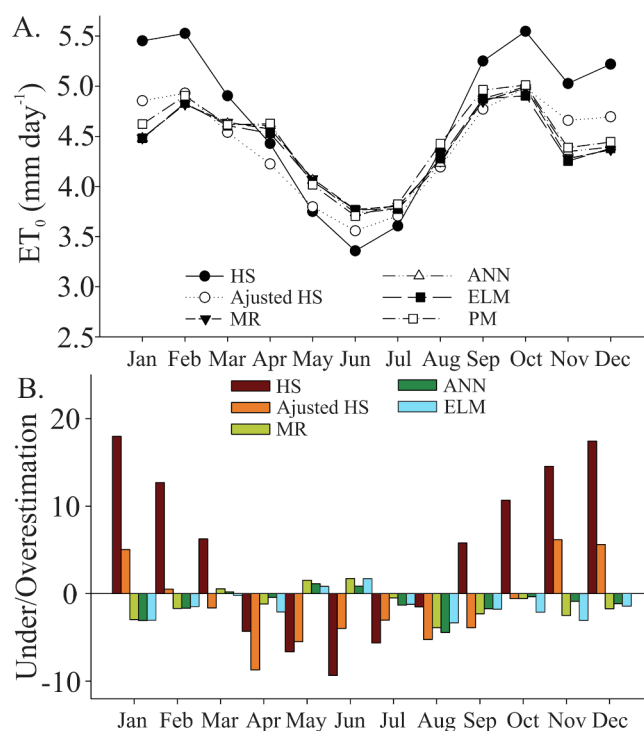 A.
5.5
5.0
4.5
4.0
3.5
3.0
2.5
ET0 (mm day-1)
HS
Ajusted HS
MR
ANN
ELM
PM
Jan Feb Mar Apr May Jun Jul Aug Sep Oct Nov Dec
B.
20
10
0
-10
Under/Overestimation
HS
Ajusted HS
MR
ANN
ELM
Jan Feb Mar Apr May Jun Jul Aug Sep Oct Nov Dec